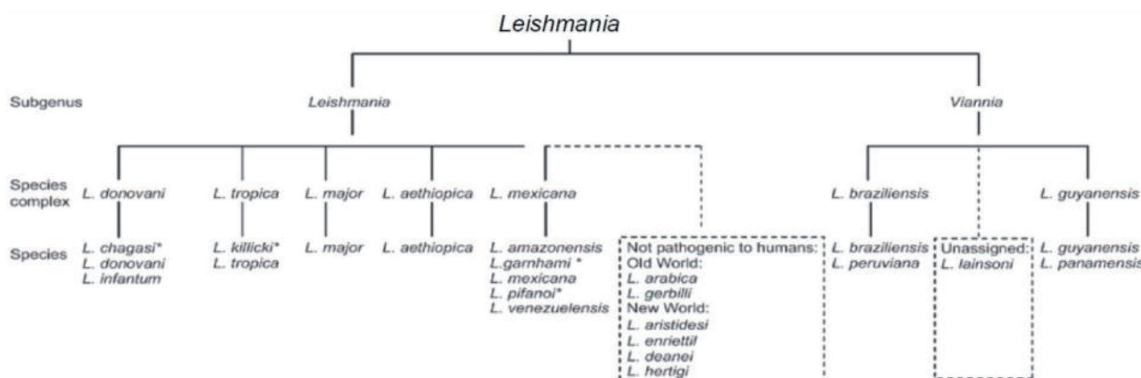 Leishmania
Subgenus Leishmania Viannia
Species complex L. donovani L. tropica L. major L. aethiopica L. mexicana L. braziliensis L. guyanensis
Species
L. chagasi*
L. donovani
L. infantum
L. killicki*
L. tropica
L. major
L. aethiopica
L. amazonensis
L.garnhami *
L. mexicana
L. pifanoi*
L. venezuelensis
Not pathogenic to humans:
Old World:
L. arabica
L. gerbilli
New World:
L. aristidesi
L. enriettil
L. deanei
L. hertigi
L. braziliensis
L. peruviana
Unassigned:
L. lainsoni
L. guyanensis
L. panamensis